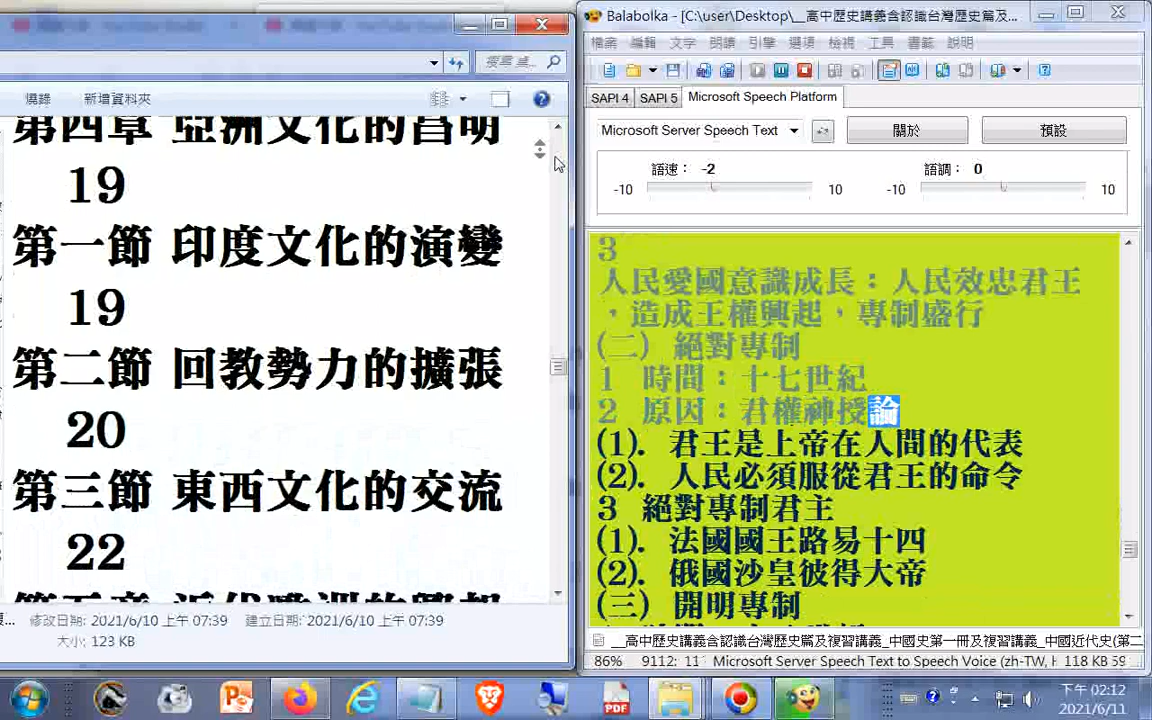 搜尋 桌...
燒錄 新增資料夾
第四章 亞洲文化的昌明
19
第一節 印度文化的演變
19
第二節 回教勢力的擴張
20
第三節 東西文化的交流
22
修改日期: 2021/6/10 上午 07:39 建立日期: 2021/6/10 上午 07:39
大小: 123 KB
Balabolka - [C:\user\Desktop\__高中歷史講義含認識台灣歷史篇及...
檔案 編輯 文字 朗讀 引擎 選項 檢視 工具 書籤 說明
SAPI 4 SAPI 5 Microsoft Speech Platform
Microsoft Server Speech Text 關於 預設
語速: -2 語調: 0
-10 10 -10 10
3
人民愛國意識成長：人民效忠君王
，造成王權興起，專制盛行
(二) 絕對專制
1 時間：十七世紀
2 原因：君權神授論
(1). 君王是上帝在人間的代表
(2). 人民必須服從君王的命令
3 絕對專制君主
(1). 法國國王路易十四
(2). 俄國沙皇彼得大帝
(三) 開明專制
__高中歷史講義含認識台灣歷史篇及複習講義_中國史第一冊及複習講義_中國近代史(第二
86% 9112: 11 Microsoft Server Speech Text to Speech Voice (zh-TW, H 118 KB 59
PDF
下午 02:12
2021/6/11